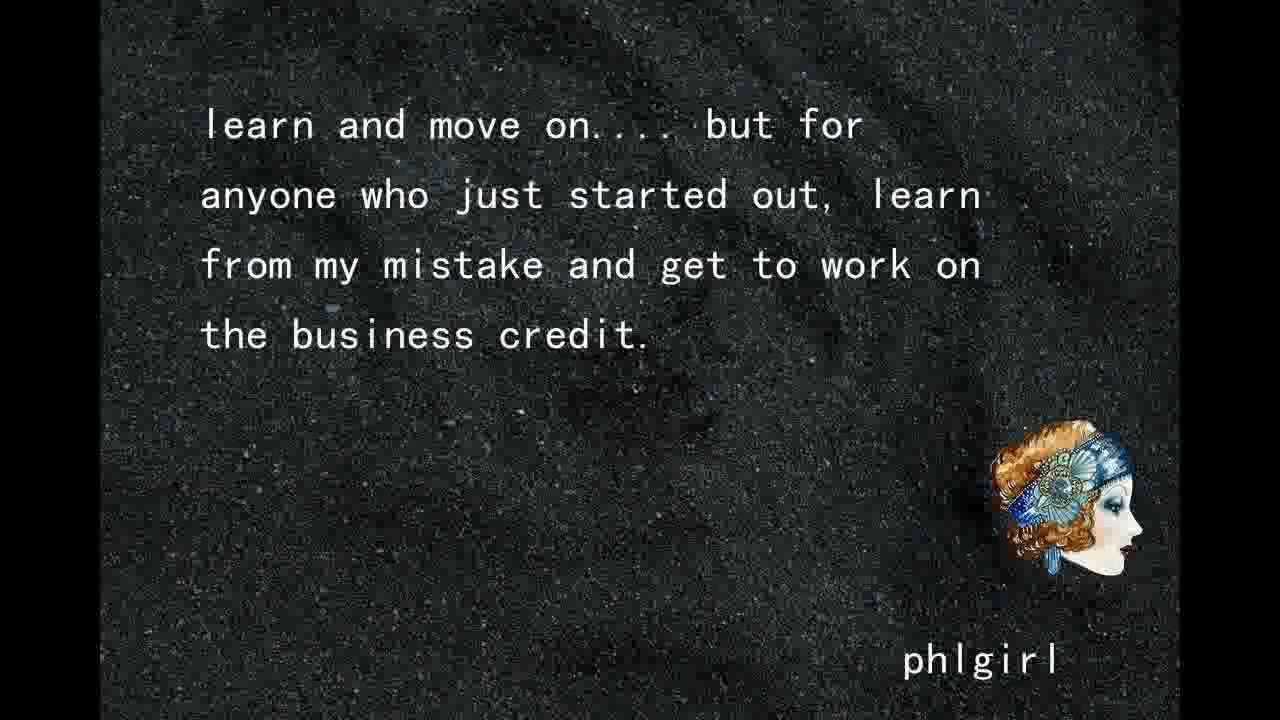 learn and move on.... but for
anyone who just started out, learn
from my mistake and get to work on
the business credit.
phlgirl